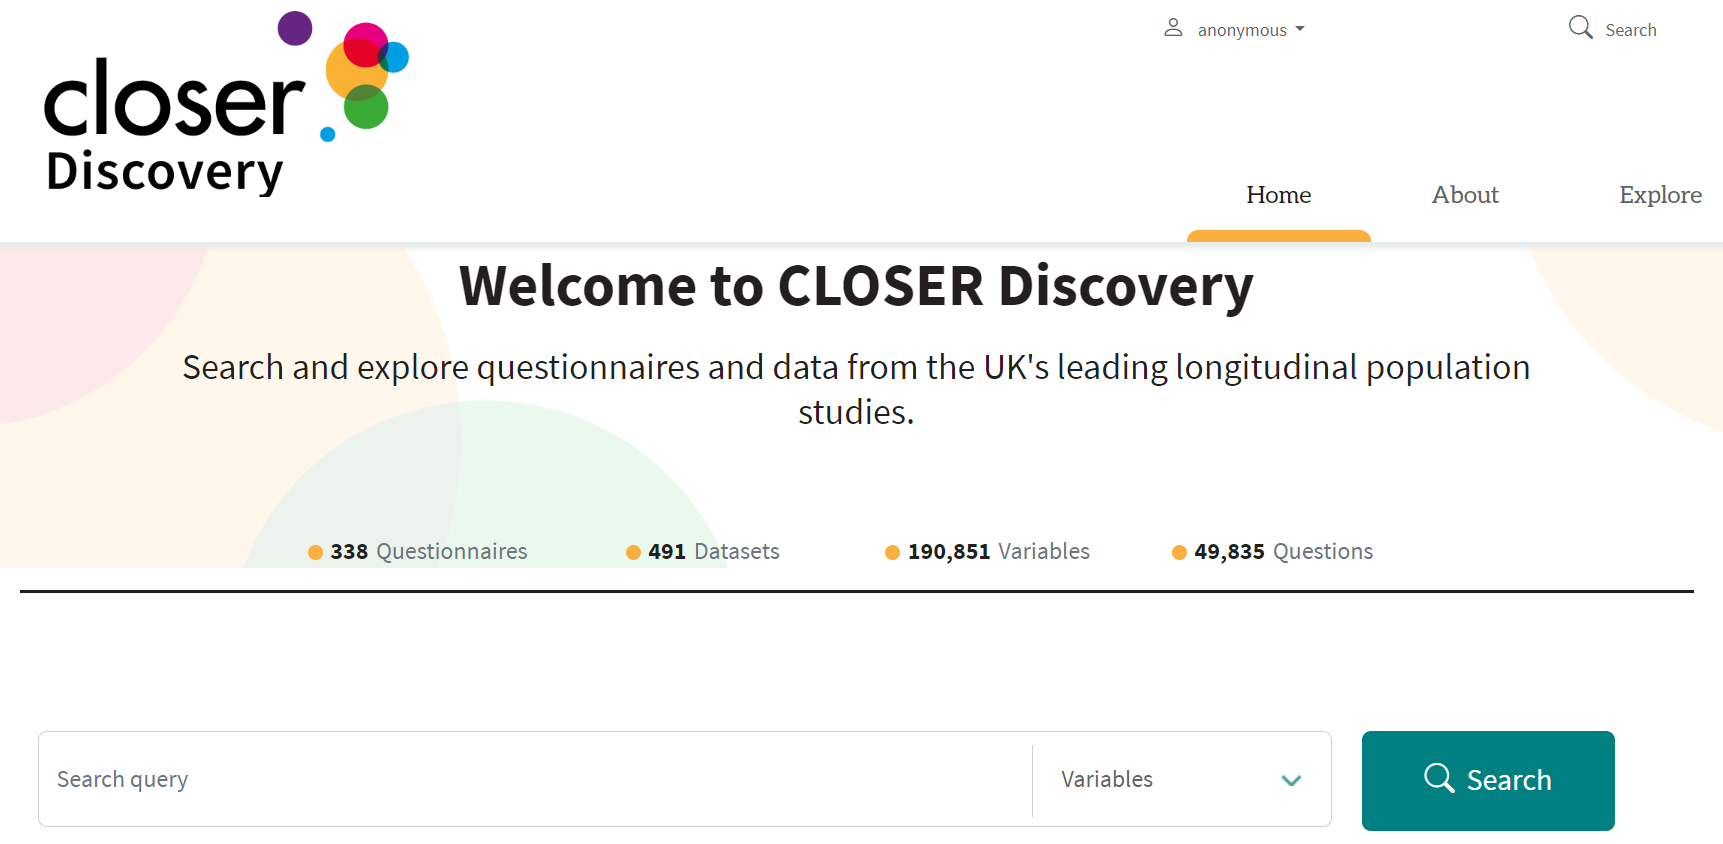 closer
Discovery
anonymous
Search
Home
About
Explore
Welcome to CLOSER Discovery
Search and explore questionnaires and data from the UK's leading longitudinal population
studies.
338 Questionnaires
491 Datasets
190,851 Variables
49,835 Questions
Search query
Variables
Search